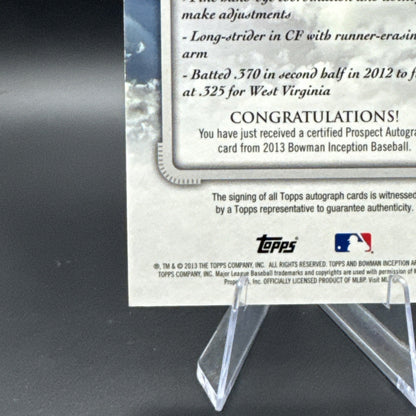 make adjustments
- Long-strider in CF with runner-erasin
arm
- Batted .370 in second half in 2012 to f
at .325 for West Virginia
CONGRATULATIONS!
You have just received a certified Prospect Autogra
card from 2013 Bowman Inception Baseball.
The signing of all Topps autograph cards is witnessed
by a Topps representative to guarantee authenticity.
Topps
®, TM & © 2013 THE TOPPS COMPANY, INC. ALL RIGHTS RESERVED. TOPPS AND BOWMAN INCEPTION AR
TOPPS COMPANY, INC. Major League Baseball trademarks and copyrights are used with permission of M
Inc. OFFICIALLY LICENSED PRODUCT OF MLBP. Visit ML